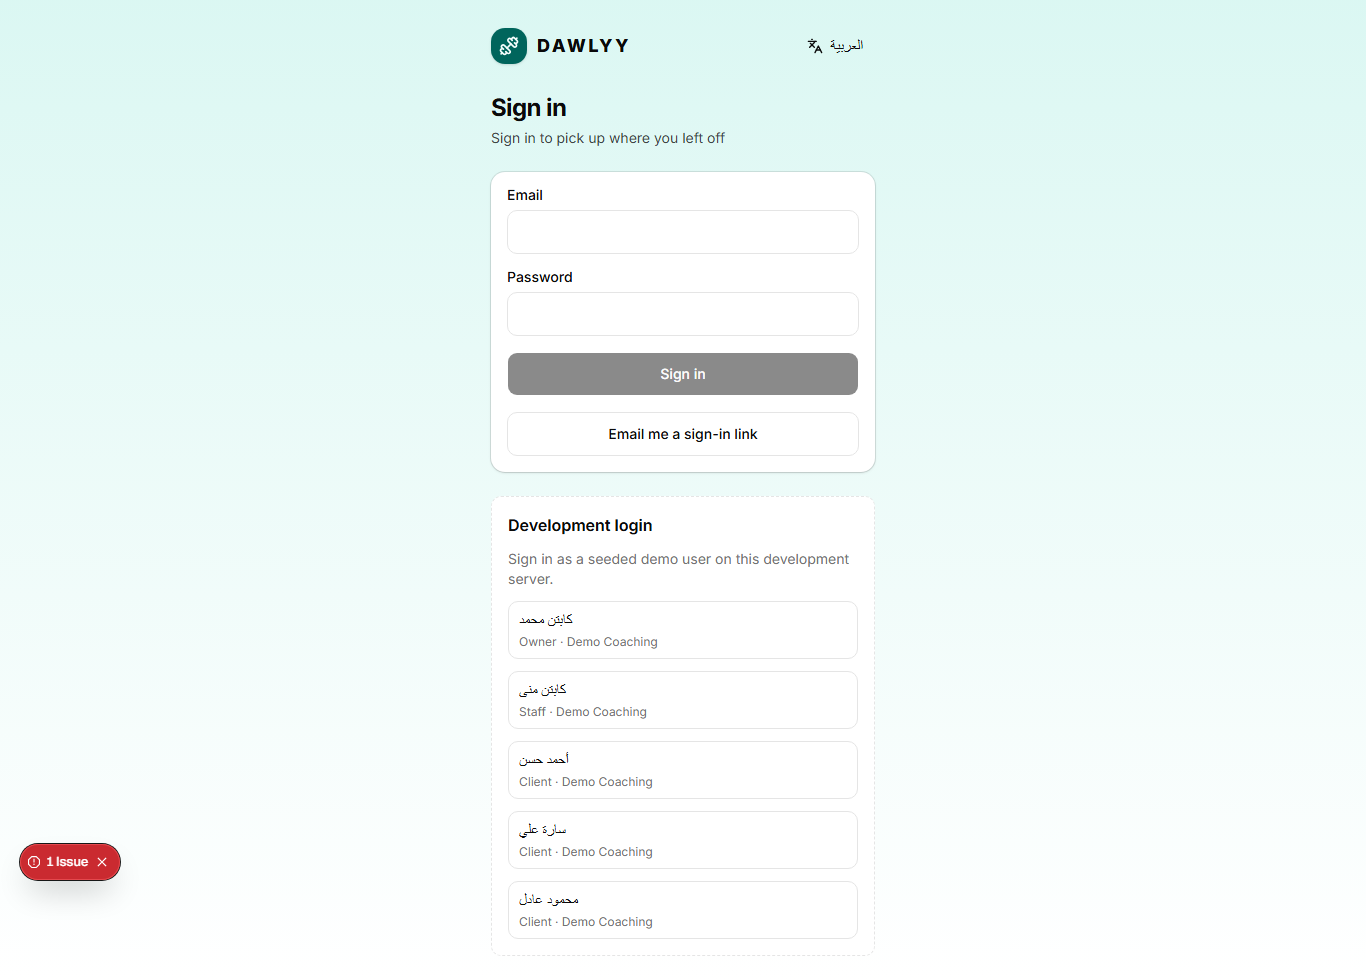 DAWLYY
العربية
Sign in
Sign in to pick up where you left off
Email
Password
Sign in
Email me a sign-in link
Development login
Sign in as a seeded demo user on this development
server.
كابتن محمد
Owner · Demo Coaching
كابتن منى
Staff · Demo Coaching
أحمد حسن
Client · Demo Coaching
سارة علي
Client · Demo Coaching
محمود عادل
Client · Demo Coaching
1 Issue